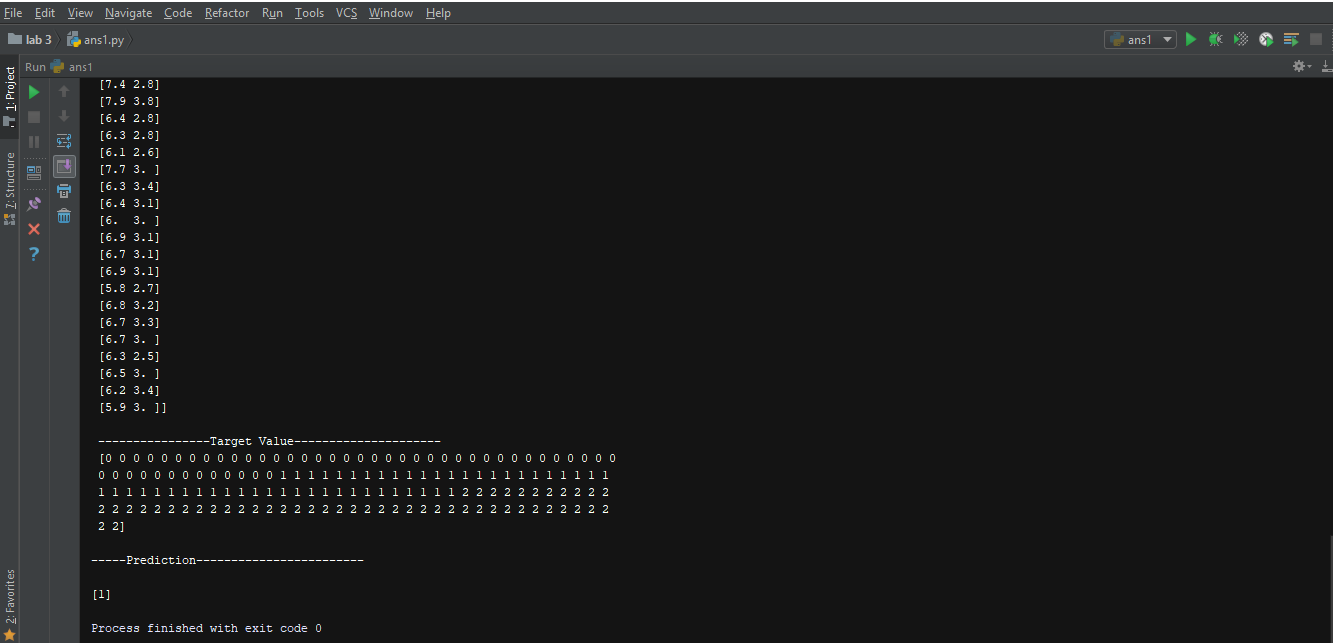 File Edit View Navigate Code Refactor Run Tools VCS Window Help
lab 3 ans1.py ans1
Run ans1
1: Project
7: Structure
2: Favorites
[7.4 2.8]
[7.9 3.8]
[6.4 2.8]
[6.3 2.8]
[6.1 2.6]
[7.7 3. ]
[6.3 3.4]
[6.4 3.1]
[6.  3. ]
[6.9 3.1]
[6.7 3.1]
[6.9 3.1]
[5.8 2.7]
[6.8 3.2]
[6.7 3.3]
[6.7 3. ]
[6.3 2.5]
[6.5 3. ]
[6.2 3.4]
[5.9 3. ]]
----------------Target Value---------------------
[0 0 0 0 0 0 0 0 0 0 0 0 0 0 0 0 0 0 0 0 0 0 0 0 0 0 0 0 0 0 0 0 0 0 0 0 0
0 0 0 0 0 0 0 0 0 0 0 0 0 1 1 1 1 1 1 1 1 1 1 1 1 1 1 1 1 1 1 1 1 1 1 1 1
1 1 1 1 1 1 1 1 1 1 1 1 1 1 1 1 1 1 1 1 1 1 1 1 1 1 2 2 2 2 2 2 2 2 2 2 2
2 2 2 2 2 2 2 2 2 2 2 2 2 2 2 2 2 2 2 2 2 2 2 2 2 2 2 2 2 2 2 2 2 2 2 2 2
2 2]
-----Prediction------------------------
[1]
Process finished with exit code 0